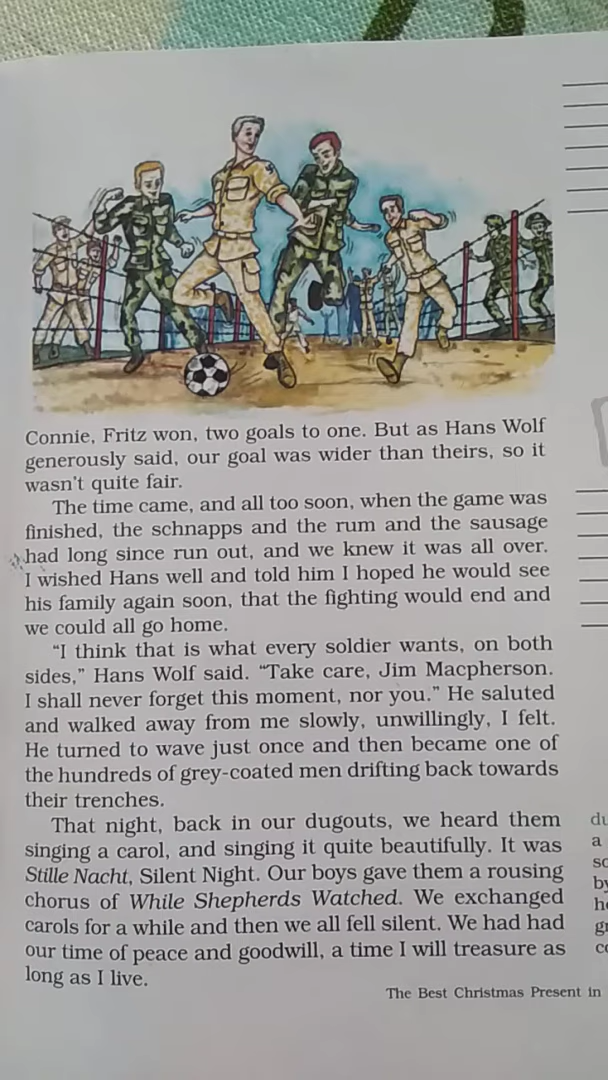 Connie, Fritz won, two goals to one. But as Hans Wolf
generously said, our goal was wider than theirs, so it
wasn't quite fair.
The time came, and all too soon, when the game was
finished, the schnapps and the rum and the sausage
had long since run out, and we knew it was all over.
I wished Hans well and told him I hoped he would see
his family again soon, that the fighting would end and
we could all go home.
“I think that is what every soldier wants, on both
sides,” Hans Wolf said. “Take care, Jim Macpherson.
I shall never forget this moment, nor you.” He saluted
and walked away from me slowly, unwillingly, I felt.
He turned to wave just once and then became one of
the hundreds of grey-coated men drifting back towards
their trenches.
That night, back in our dugouts, we heard them
singing a carol, and singing it quite beautifully. It was
Stille Nacht, Silent Night. Our boys gave them a rousing
chorus of While Shepherds Watched. We exchanged
carols for a while and then we all fell silent. We had had
our time of peace and goodwill, a time I will treasure as
long as I live.
The Best Christmas Present in